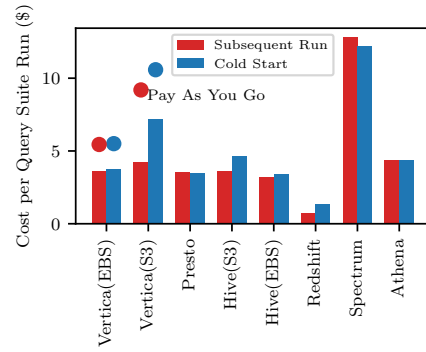 Cost per Query Suite Run ($)
10
5
0
Subsequent Run
Cold Start
Pay As You Go
Vertica(EBS)
Vertica(S3)
Presto
Hive(S3)
Hive(EBS)
Redshift
Spectrum
Athena